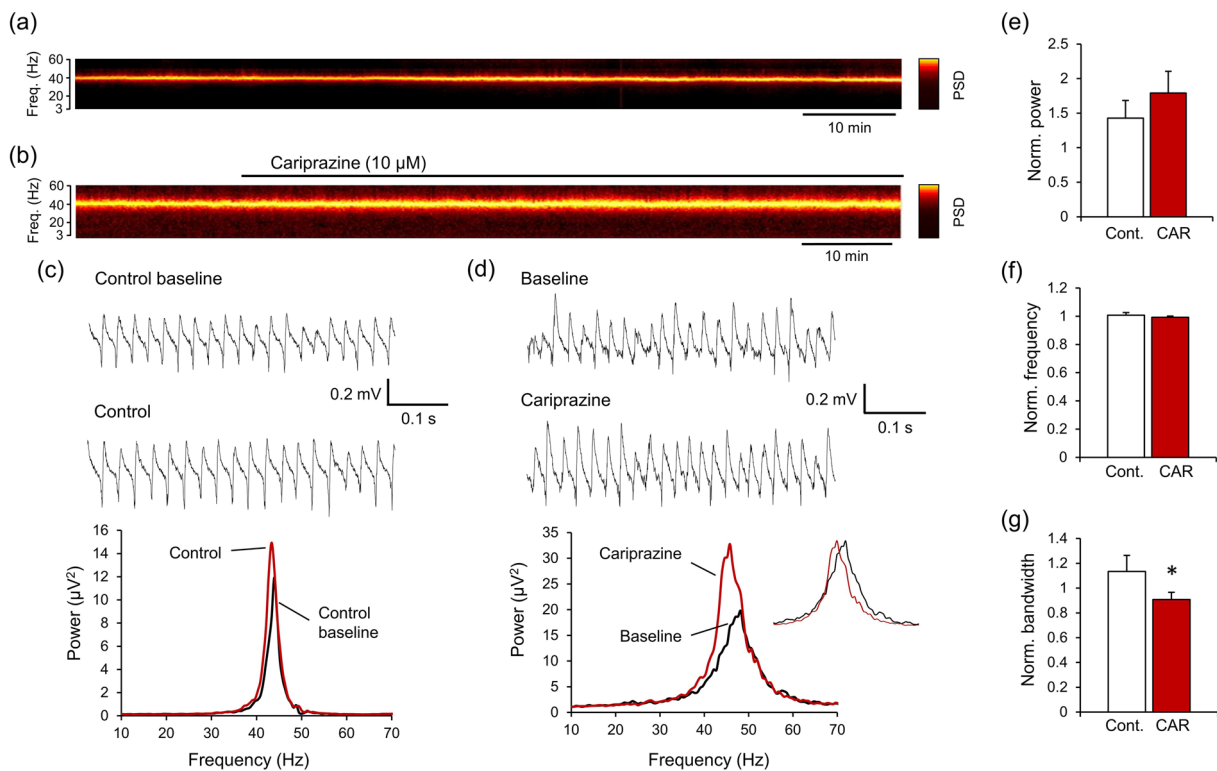 (a)
Freq. (Hz)
60
40
20
3
PSD
10 min
(b)
Cariprazine (10 μM)
Freq. (Hz)
60
40
20
3
PSD
10 min
(c)
Control baseline
0.2 mV
0.1 s
Control
Power (μV²)
16
14
12
10
8
6
4
2
0
Control
Control
baseline
10 20 30 40 50 60 70
Frequency (Hz)
(d)
Baseline
0.2 mV
0.1 s
Cariprazine
Power (μV²)
35
30
25
20
15
10
5
0
Cariprazine
Baseline
10 20 30 40 50 60 70
Frequency (Hz)
(e)
Norm. power
2.5
2
1.5
1
0.5
0
Cont. CAR
(f)
Norm. frequency
1.2
1
0.8
0.6
0.4
0.2
0
Cont. CAR
(g)
Norm. bandwidth
1.4
1.2
1
0.8
0.6
0.4
0.2
0
*
Cont. CAR